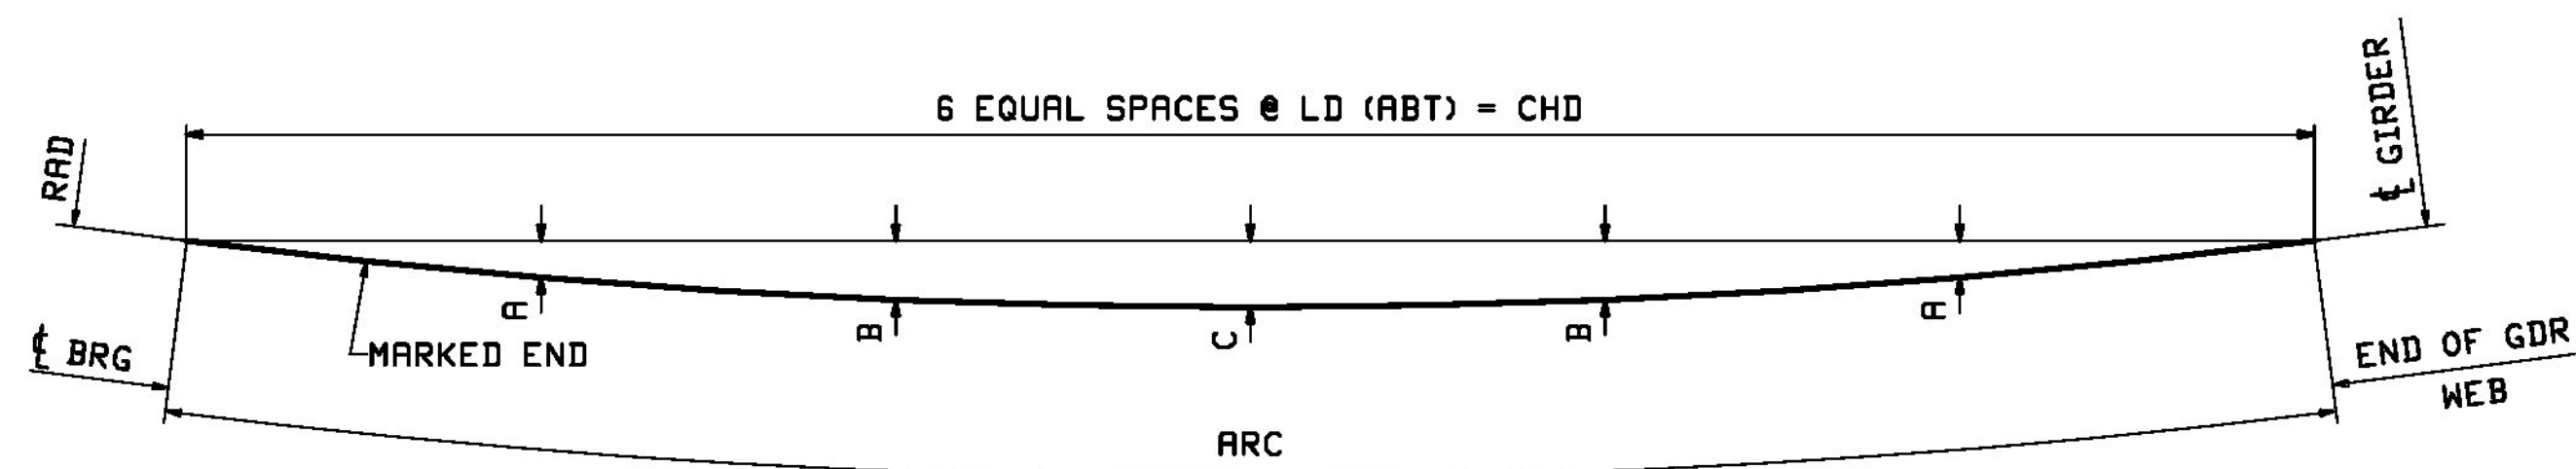 6 EQUAL SPACES @ LD (ABT) = CHD
RAD
℄ GIRDER
A
B
C
B
A
MARKED END
℄ BRG
END OF GDR
WEB
ARC